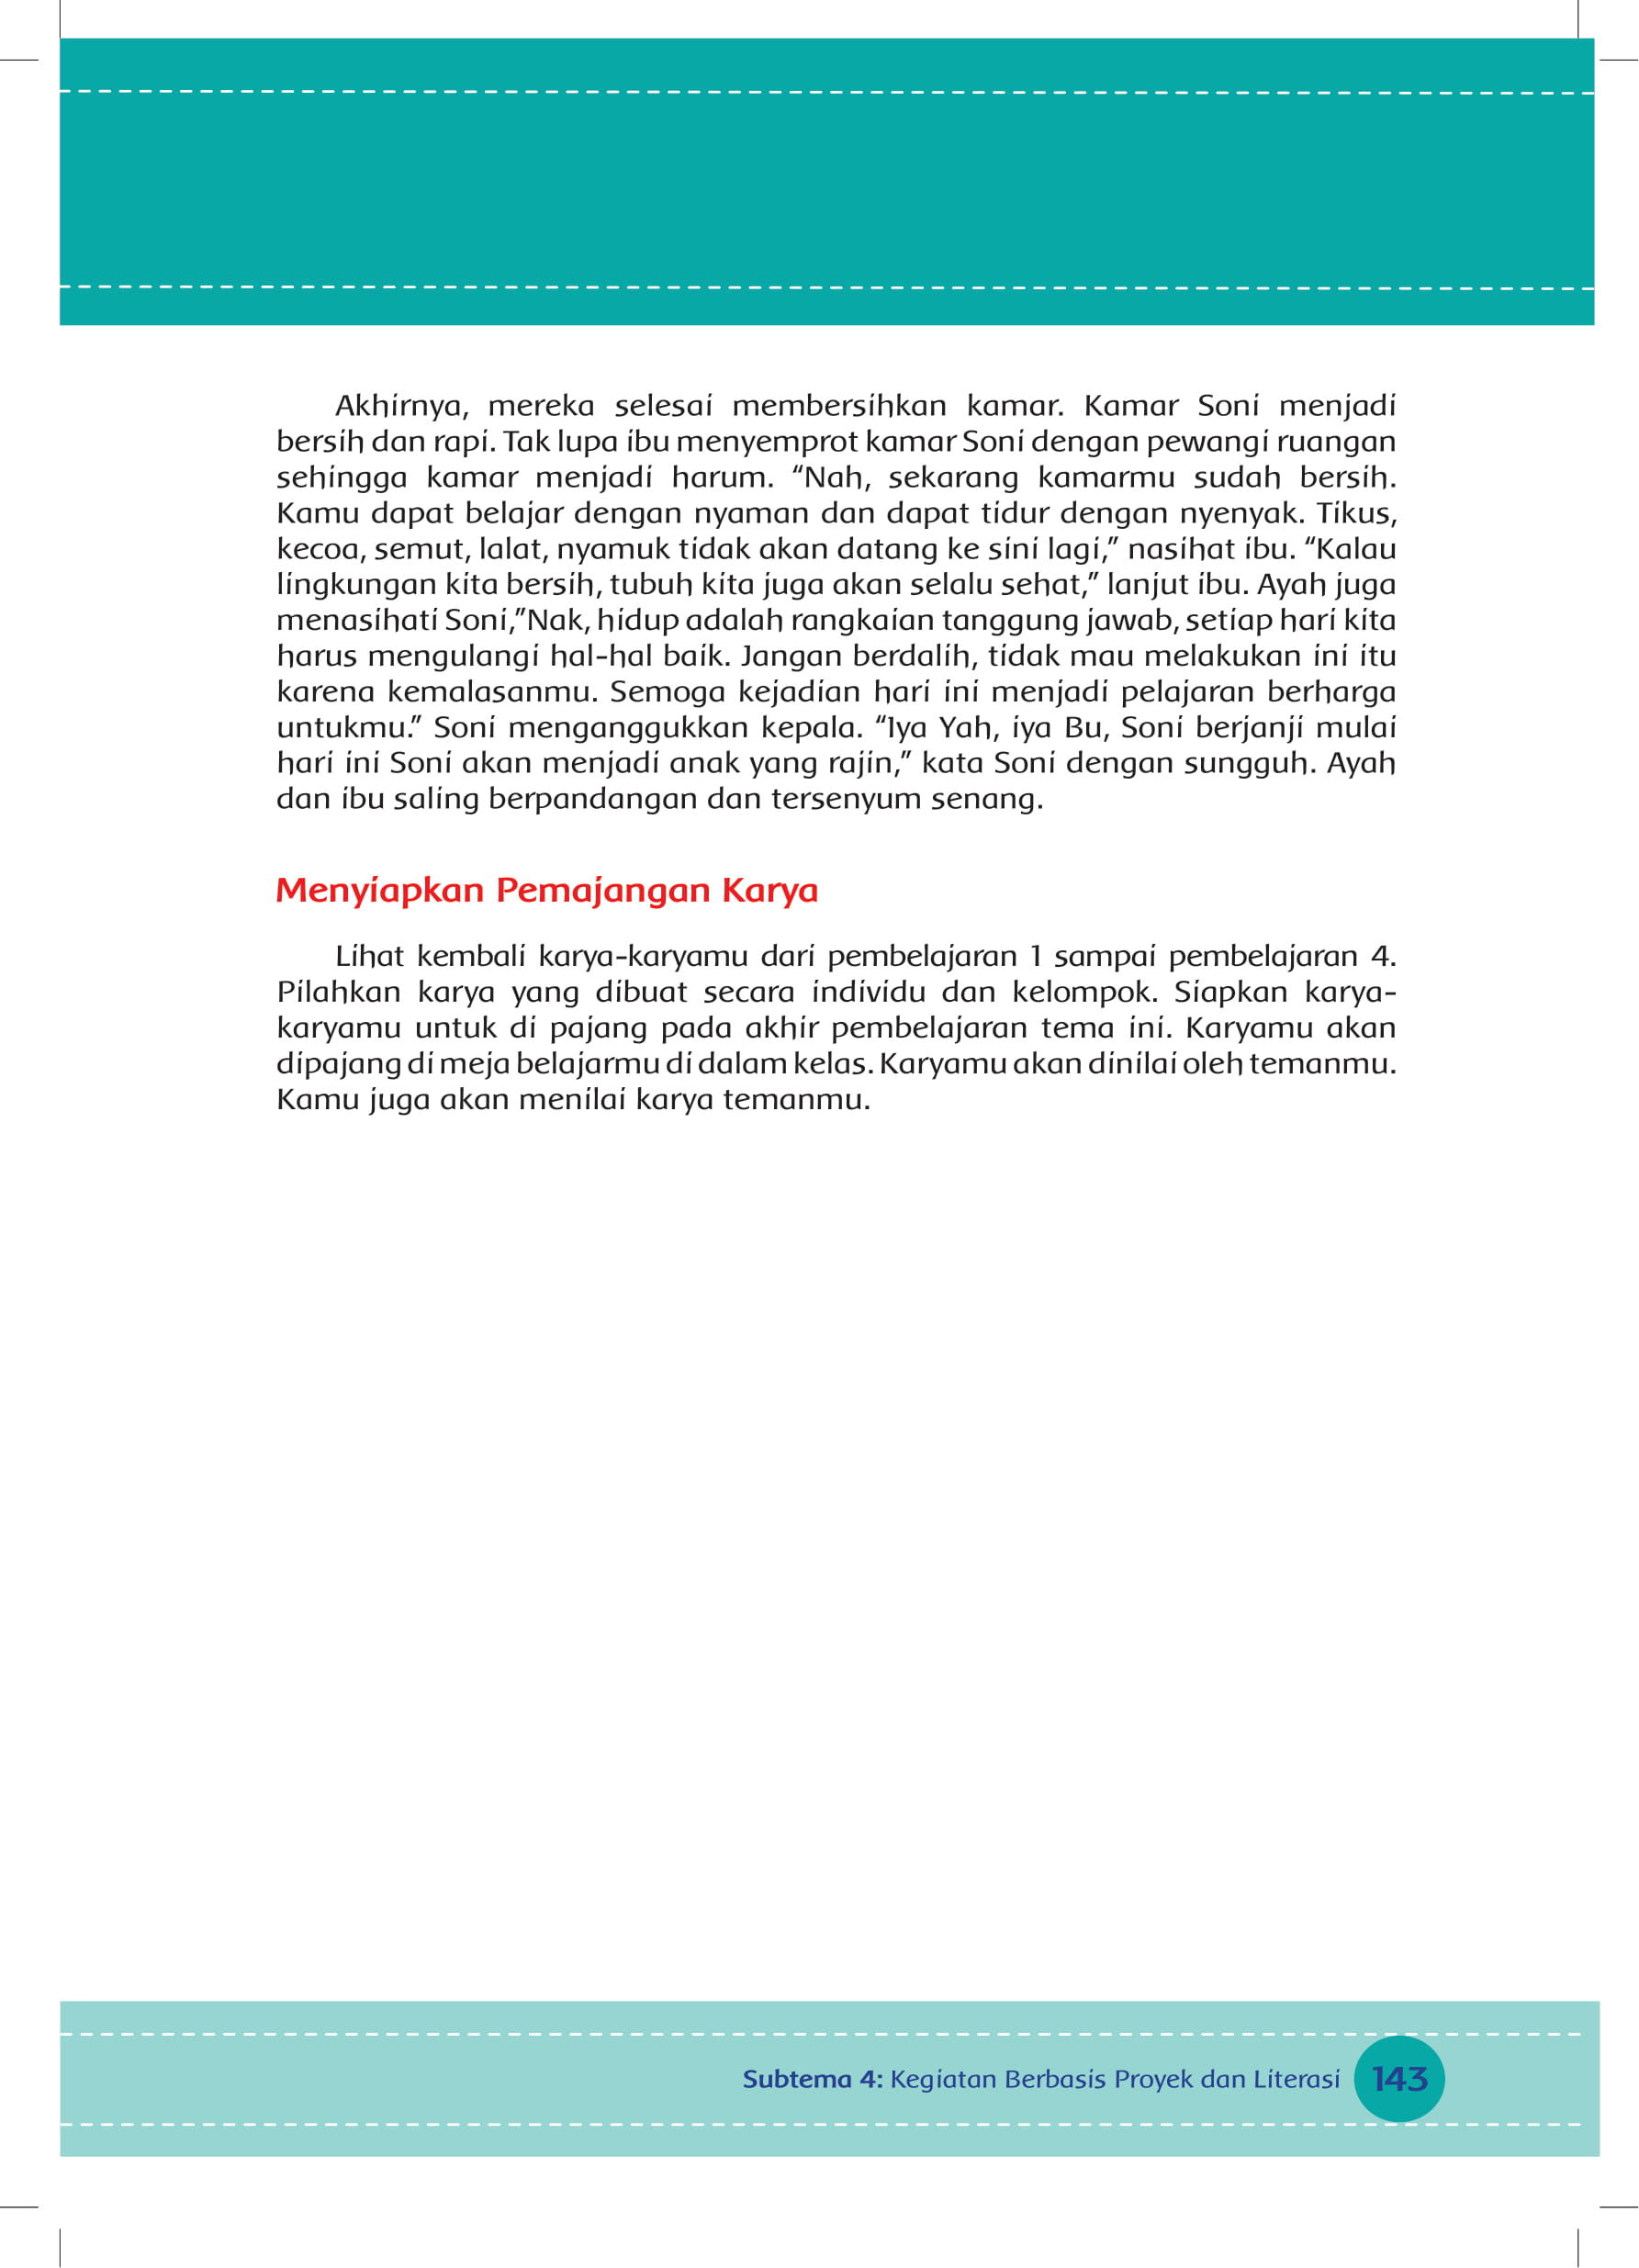 Akhirnya, mereka selesai membersihkan kamar. Kamar Soni menjadi
bersih dan rapi. Tak lupa ibu menyemprot kamar Soni dengan pewangi ruangan
sehingga kamar menjadi harum. “Nah, sekarang kamarmu sudah bersih.
Kamu dapat belajar dengan nyaman dan dapat tidur dengan nyenyak. Tikus,
kecoa, semut, lalat, nyamuk tidak akan datang ke sini lagi,” nasihat ibu. “Kalau
lingkungan kita bersih, tubuh kita juga akan selalu sehat,” lanjut ibu. Ayah juga
menasihati Soni,”Nak, hidup adalah rangkaian tanggung jawab, setiap hari kita
harus mengulangi hal-hal baik. Jangan berdalih, tidak mau melakukan ini itu
karena kemalasanmu. Semoga kejadian hari ini menjadi pelajaran berharga
untukmu.” Soni menganggukkan kepala. “Iya Yah, iya Bu, Soni berjanji mulai
hari ini Soni akan menjadi anak yang rajin,” kata Soni dengan sungguh. Ayah
dan ibu saling berpandangan dan tersenyum senang.
Menyiapkan Pemajangan Karya
Lihat kembali karya-karyamu dari pembelajaran 1 sampai pembelajaran 4.
Pilahkan karya yang dibuat secara individu dan kelompok. Siapkan karya-
karyamu untuk di pajang pada akhir pembelajaran tema ini. Karyamu akan
dipajang di meja belajarmu di dalam kelas. Karyamu akan dinilai oleh temanmu.
Kamu juga akan menilai karya temanmu.
Subtema 4: Kegiatan Berbasis Proyek dan Literasi 143